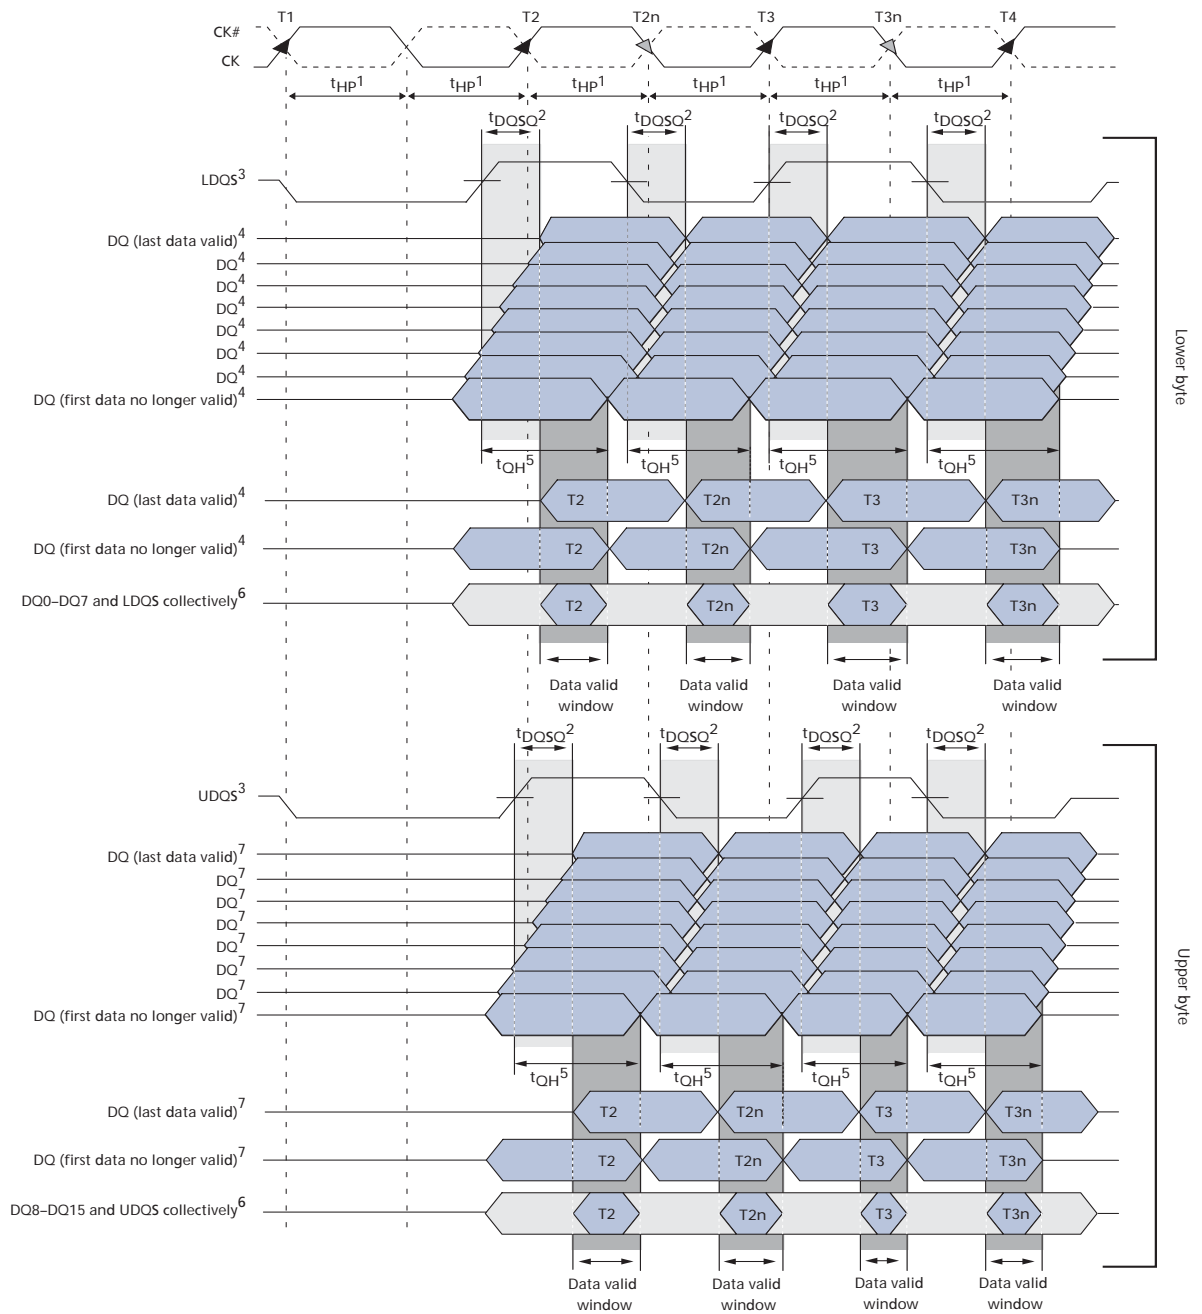 T1 T2 T2n T3 T3n T4
CK#
CK
tHP1 tHP1 tHP1 tHP1 tHP1 tHP1
tDQSQ2 tDQSQ2 tDQSQ2 tDQSQ2
LDQS3
DQ (last data valid)4
DQ4
DQ4
DQ4
DQ4
DQ4
DQ4
DQ (first data no longer valid)4
Lower byte
tQH5 tQH5 tQH5 tQH5
DQ (last data valid)4 T2 T2n T3 T3n
DQ (first data no longer valid)4 T2 T2n T3 T3n
DQ0–DQ7 and LDQS collectively6 T2 T2n T3 T3n
Data valid window Data valid window Data valid window Data valid window
tDQSQ2 tDQSQ2 tDQSQ2 tDQSQ2
UDQS3
DQ (last data valid)7
DQ7
DQ7
DQ7
DQ7
DQ7
DQ7
DQ (first data no longer valid)7
Upper byte
tQH5 tQH5 tQH5 tQH5
DQ (last data valid)7 T2 T2n T3 T3n
DQ (first data no longer valid)7 T2 T2n T3 T3n
DQ8–DQ15 and UDQS collectively6 T2 T2n T3 T3n
Data valid window Data valid window Data valid window Data valid window